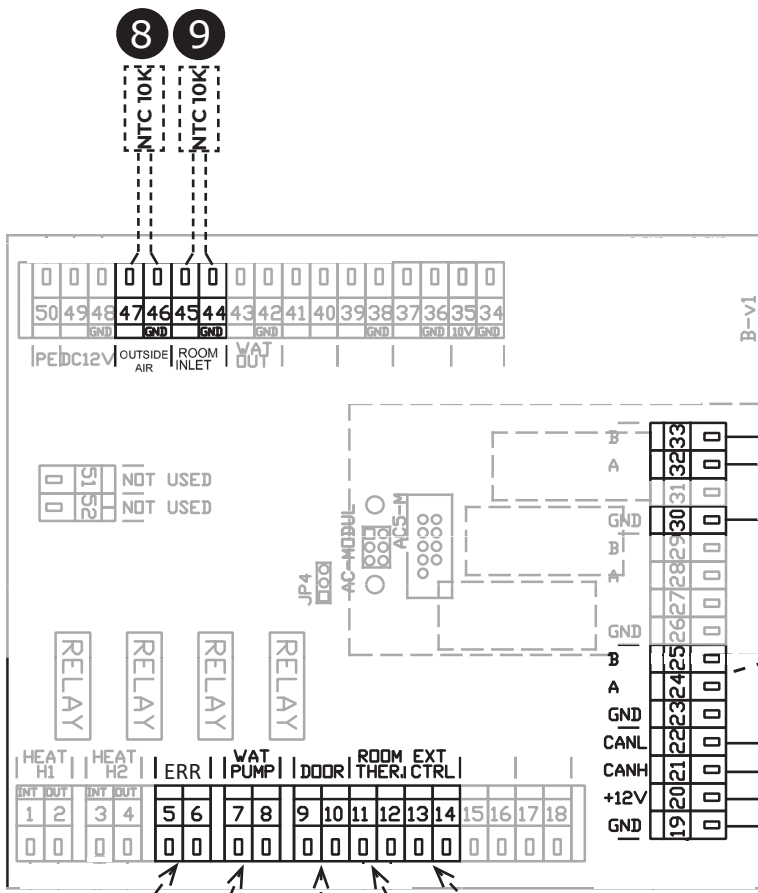 8 9
NTC 10K NTC 10K
50 49 48 47 46 45 44 43 42 41 40 39 38 37 36 35 34
GND GND GND GND GND GND 10V GND
PE DC12V OUTSIDE AIR ROOM INLET WAT OUT
B-v1
51 NOT USED
52 NOT USED
AC-MODUL
AC5-M
JP4
B 33
A 32
31
GND 30
B 29
A 28
27
GND 26
B 25
A 24
GND 23
CANL 22
CANH 21
+12V 20
GND 19
RELAY RELAY RELAY RELAY
HEAT H1 HEAT H2 ERR WAT PUMP DOOR ROOM THER. EXT CTRL
INT OUT INT OUT
1 2 3 4 5 6 7 8 9 10 11 12 13 14 15 16 17 18